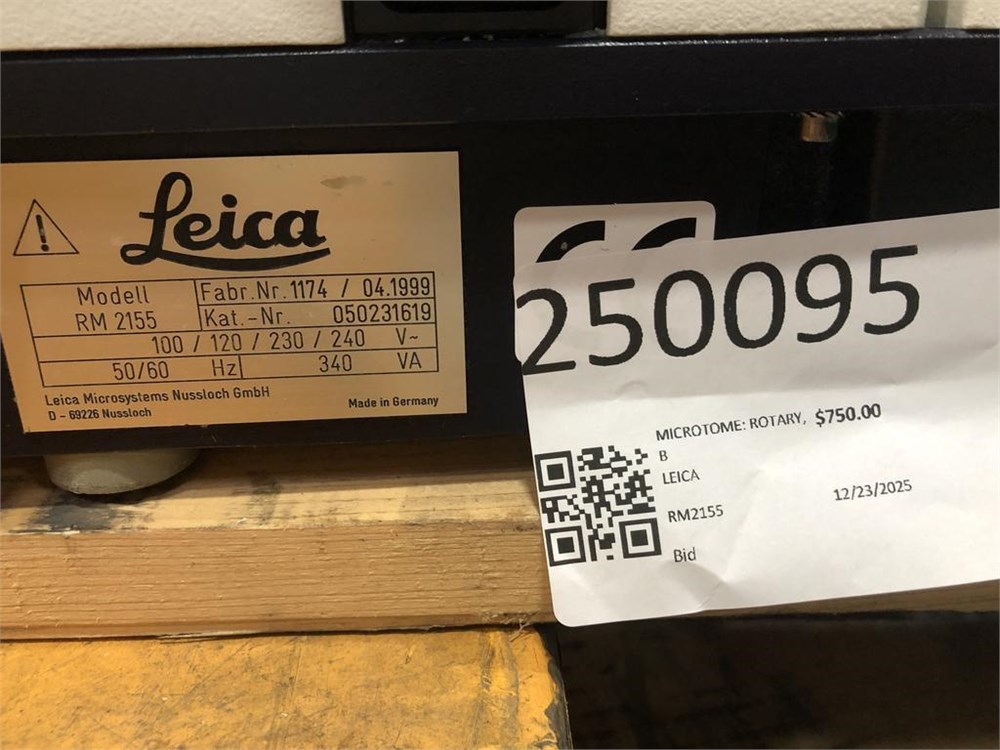 Leica
Modell
RM 2155
Fabr.Nr. 1174 / 04.1999
Kat.-Nr. 050231619
100 / 120 / 230 / 240 V~
50/60 Hz 340 VA
Leica Microsystems Nussloch GmbH
D - 69226 Nussloch
Made in Germany
250095
MICROTOME: ROTARY, $750.00
B
LEICA
RM2155 12/23/2025
Bid